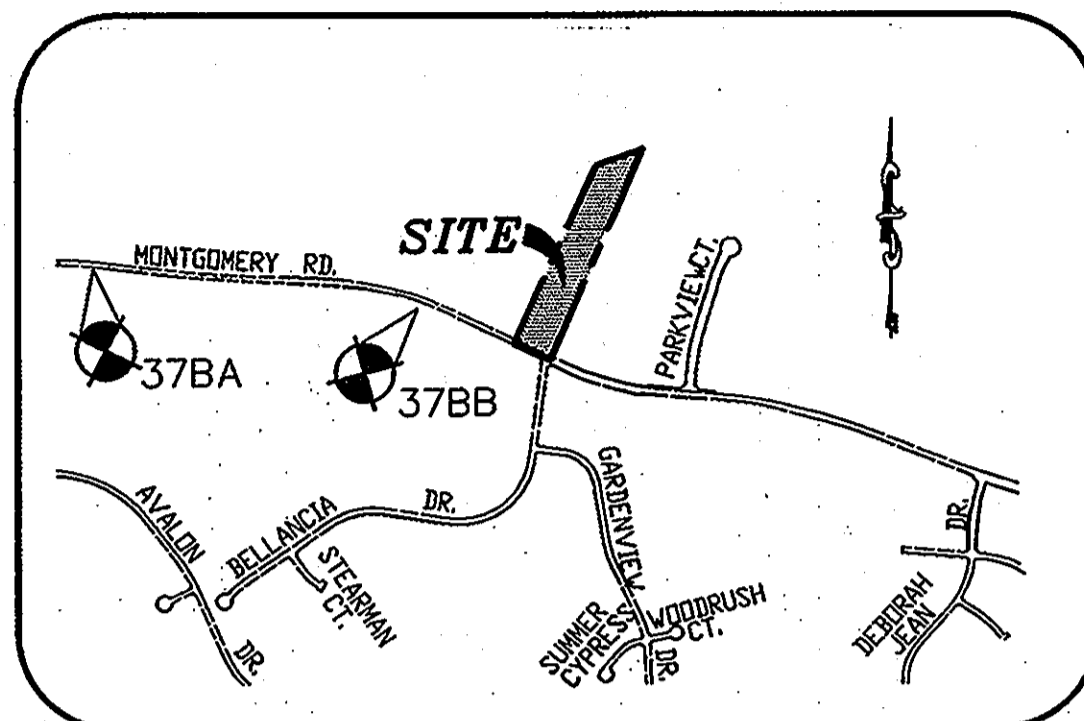 SITE
MONTGOMERY RD.
PARKVIEW CT.
37BA
37BB
GARDENVIEW
DR.
AVALON
DR.
BELLANCIA
DR.
STEARMAN
CT.
SUMMER
CYPRESS
WOODRUSH
CT.
DR.
DEBORAH
JEAN